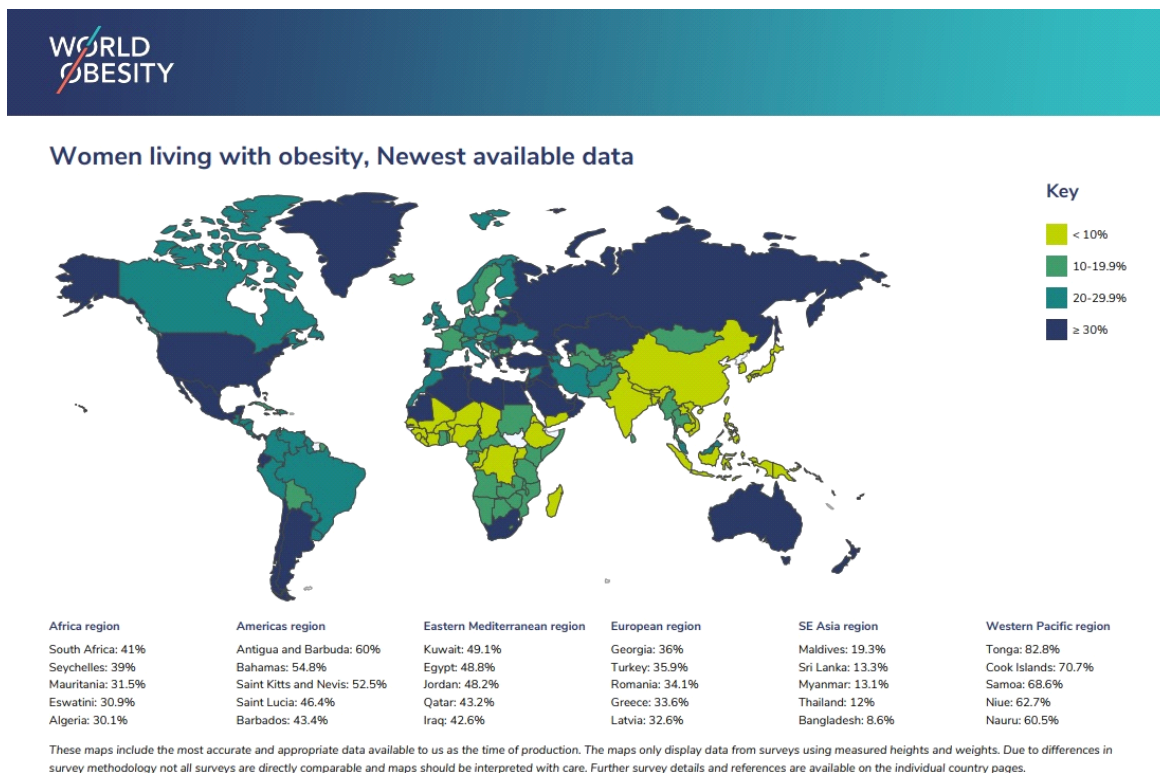 WORLD
OBESITY
Women living with obesity, Newest available data
Key
< 10%
10-19.9%
20-29.9%
≥ 30%
Africa region
South Africa: 41%
Seychelles: 39%
Mauritania: 31.5%
Eswatini: 30.9%
Algeria: 30.1%
Americas region
Antigua and Barbuda: 60%
Bahamas: 54.8%
Saint Kitts and Nevis: 52.5%
Saint Lucia: 46.4%
Barbados: 43.4%
Eastern Mediterranean region
Kuwait: 49.1%
Egypt: 48.8%
Jordan: 48.2%
Qatar: 43.2%
Iraq: 42.6%
European region
Georgia: 36%
Turkey: 35.9%
Romania: 34.1%
Greece: 33.6%
Latvia: 32.6%
SE Asia region
Maldives: 19.3%
Sri Lanka: 13.3%
Myanmar: 13.1%
Thailand: 12%
Bangladesh: 8.6%
Western Pacific region
Tonga: 82.8%
Cook Islands: 70.7%
Samoa: 68.6%
Niue: 62.7%
Nauru: 60.5%
These maps include the most accurate and appropriate data available to us as the time of production. The maps only display data from surveys using measured heights and weights. Due to differences in
survey methodology not all surveys are directly comparable and maps should be interpreted with care. Further survey details and references are available on the individual country pages.